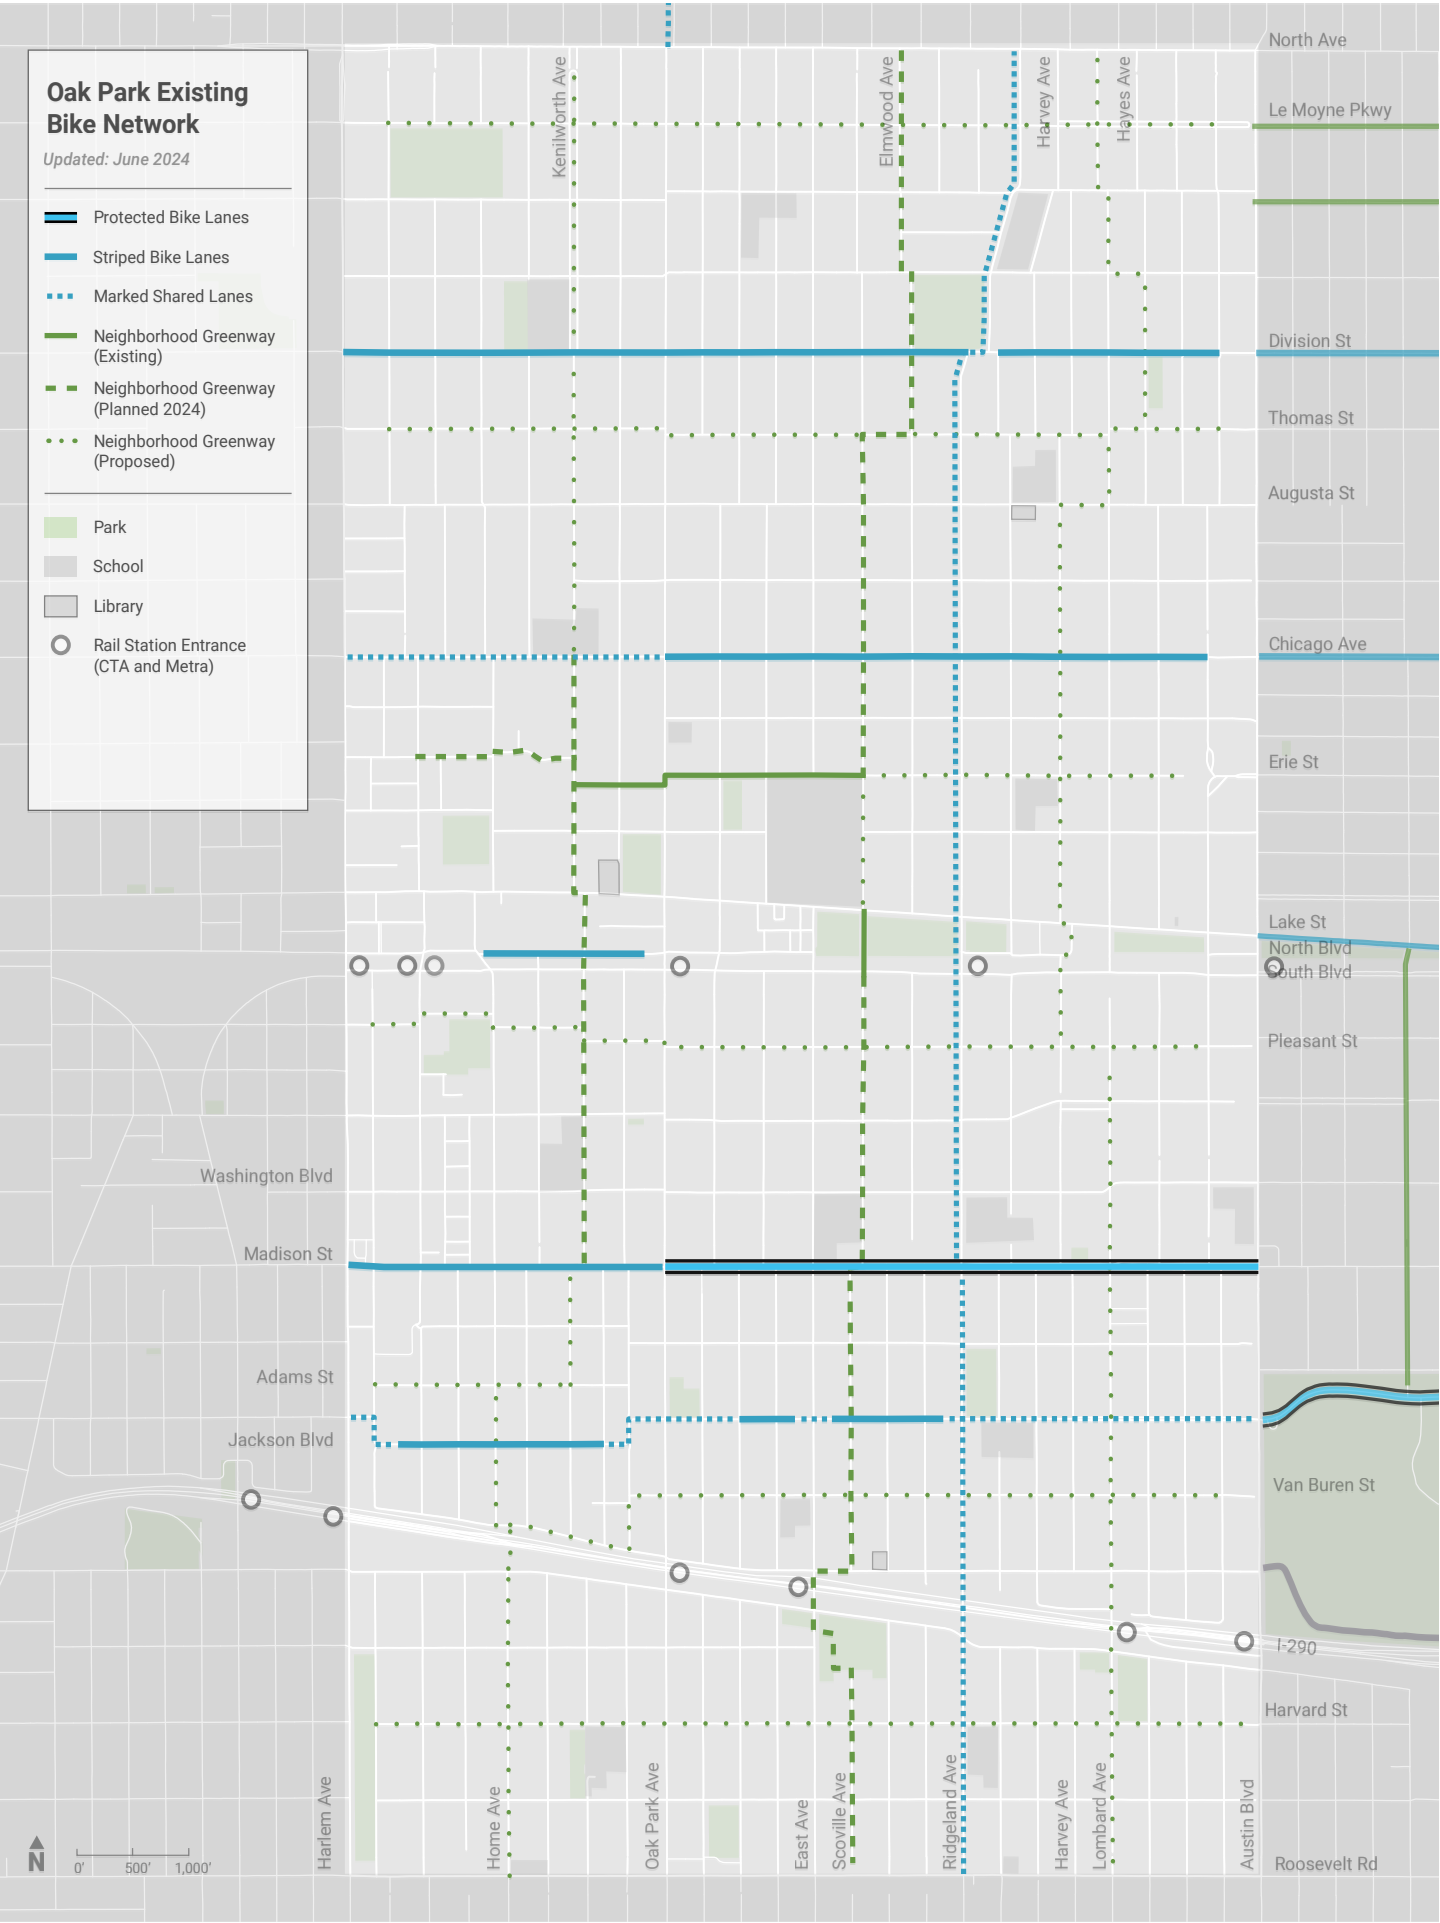 Oak Park Existing
Bike Network
Updated: June 2024
Protected Bike Lanes
Striped Bike Lanes
Marked Shared Lanes
Neighborhood Greenway
(Existing)
Neighborhood Greenway
(Planned 2024)
Neighborhood Greenway
(Proposed)
Park
School
Library
Rail Station Entrance
(CTA and Metra)
Kenilworth Ave
Elmwood Ave
Harvey Ave
Hayes Ave
North Ave
Le Moyne Pkwy
Division St
Thomas St
Augusta St
Chicago Ave
Erie St
Lake St
North Blvd
South Blvd
Pleasant St
Washington Blvd
Madison St
Adams St
Jackson Blvd
Van Buren St
I-290
Harvard St
Roosevelt Rd
Harlem Ave
Home Ave
Oak Park Ave
East Ave
Scoville Ave
Ridgeland Ave
Harvey Ave
Lombard Ave
Austin Blvd
N
0' 500' 1,000'